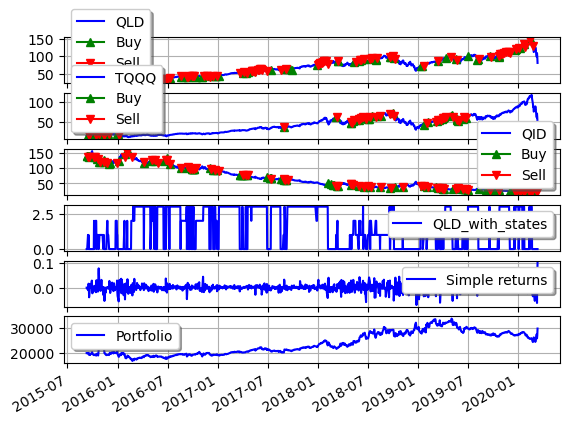 QLD
Buy
Sell
150
100
50
TQQQ
Buy
Sell
100
50
QID
Buy
Sell
150
100
50
QLD_with_states
2.5
0.0
Simple returns
0.1
0.0
Portfolio
30000
20000
2015-07
2016-01
2016-07
2017-01
2017-07
2018-01
2018-07
2019-01
2019-07
2020-01